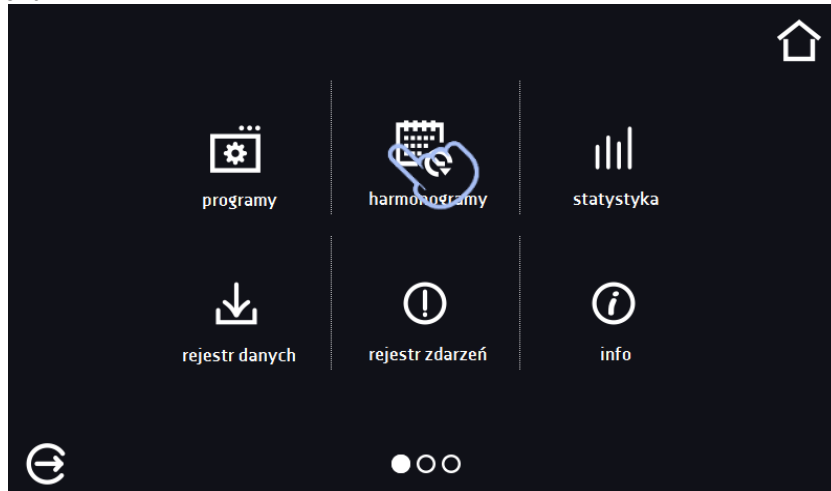 programy
harmonogramy
statystyka
rejestr danych
rejestr zdarzeń
info